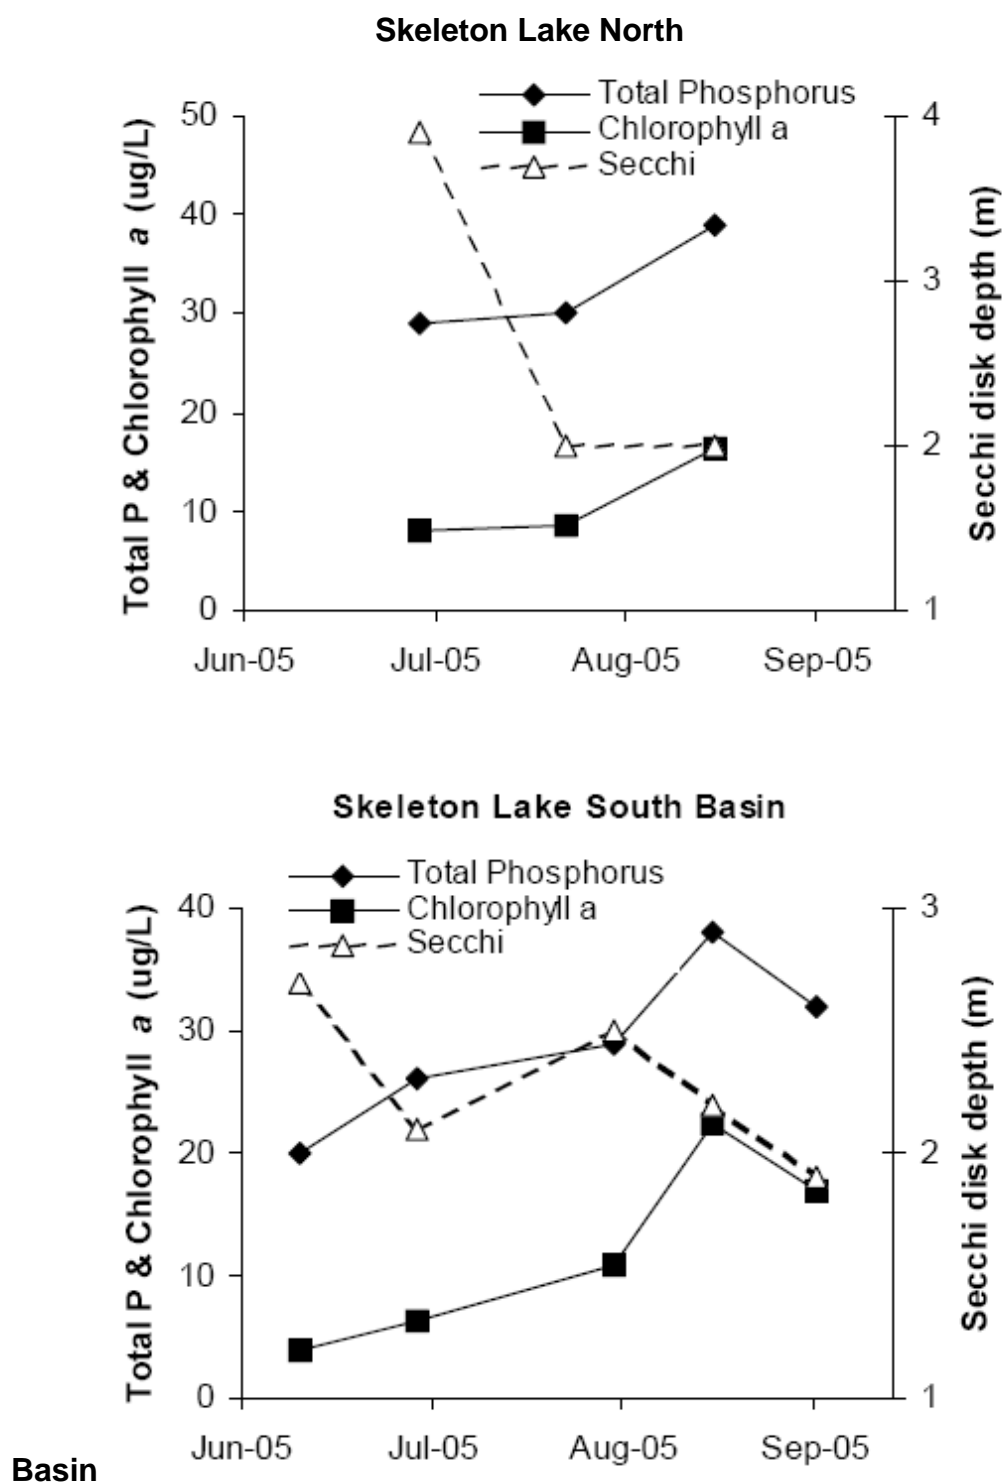 Skeleton Lake North
Total Phosphorus
Chlorophyll a
Secchi
Total P & Chlorophyll a (ug/L)
50
40
30
20
10
0
4
3
2
1
Secchi disk depth (m)
Jun-05 Jul-05 Aug-05 Sep-05
Skeleton Lake South Basin
Total Phosphorus
Chlorophyll a
Secchi
Total P & Chlorophyll a (ug/L)
40
30
20
10
0
3
2
1
Secchi disk depth (m)
Jun-05 Jul-05 Aug-05 Sep-05
Basin